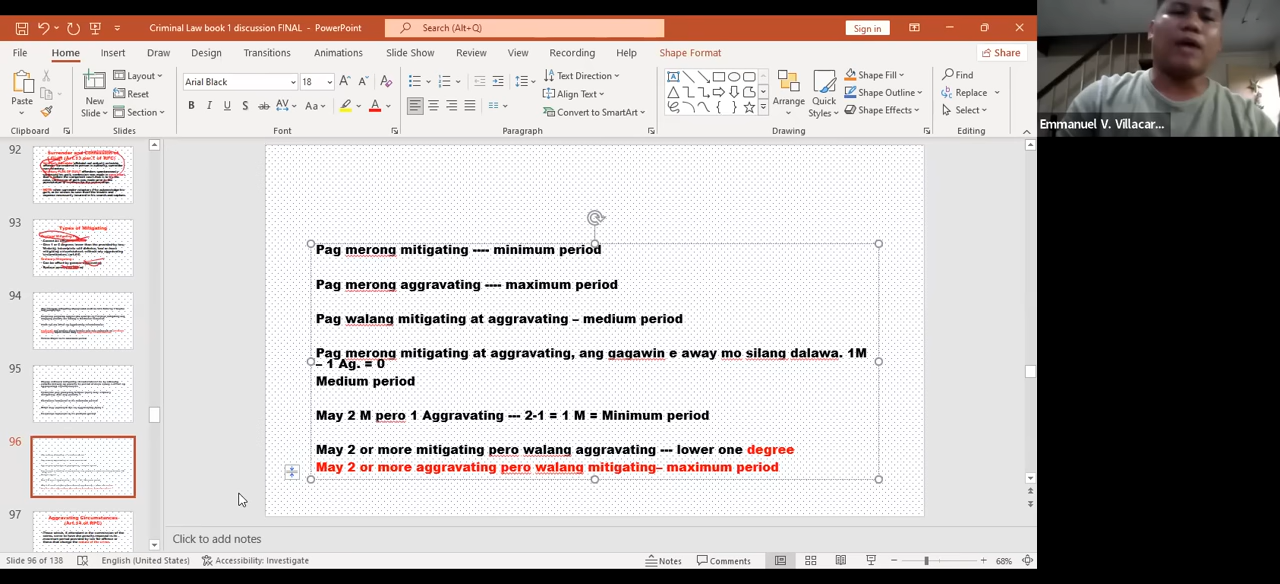 Criminal Law book 1 discussion FINAL - PowerPoint
Search (Alt+Q)
Sign in
File Home Insert Draw Design Transitions Animations Slide Show Review View Recording Help Shape Format
Share
Paste
New Slide
Layout
Reset
Section
Arial Black 18
Text Direction
Align Text
Convert to SmartArt
Arrange
Quick Styles
Shape Fill
Shape Outline
Shape Effects
Find
Replace
Select
Clipboard Slides Font Paragraph Drawing Editing
Emmanuel V. Villacar...
92
93
Types of Mitigating
94
95
96
97
Aggravating Circumstances
(Art.14 of RPC)
Pag merong mitigating ---- minimum period
Pag merong aggravating ---- maximum period
Pag walang mitigating at aggravating – medium period
Pag merong mitigating at aggravating, ang gagawin e away mo silang dalawa. 1M
– 1 Ag. = 0
Medium period
May 2 M pero 1 Aggravating --- 2-1 = 1 M = Minimum period
May 2 or more mitigating pero walang aggravating --- lower one degree
May 2 or more aggravating pero walang mitigating– maximum period
Click to add notes
Slide 96 of 138 English (United States) Accessibility: Investigate Notes Comments 68%